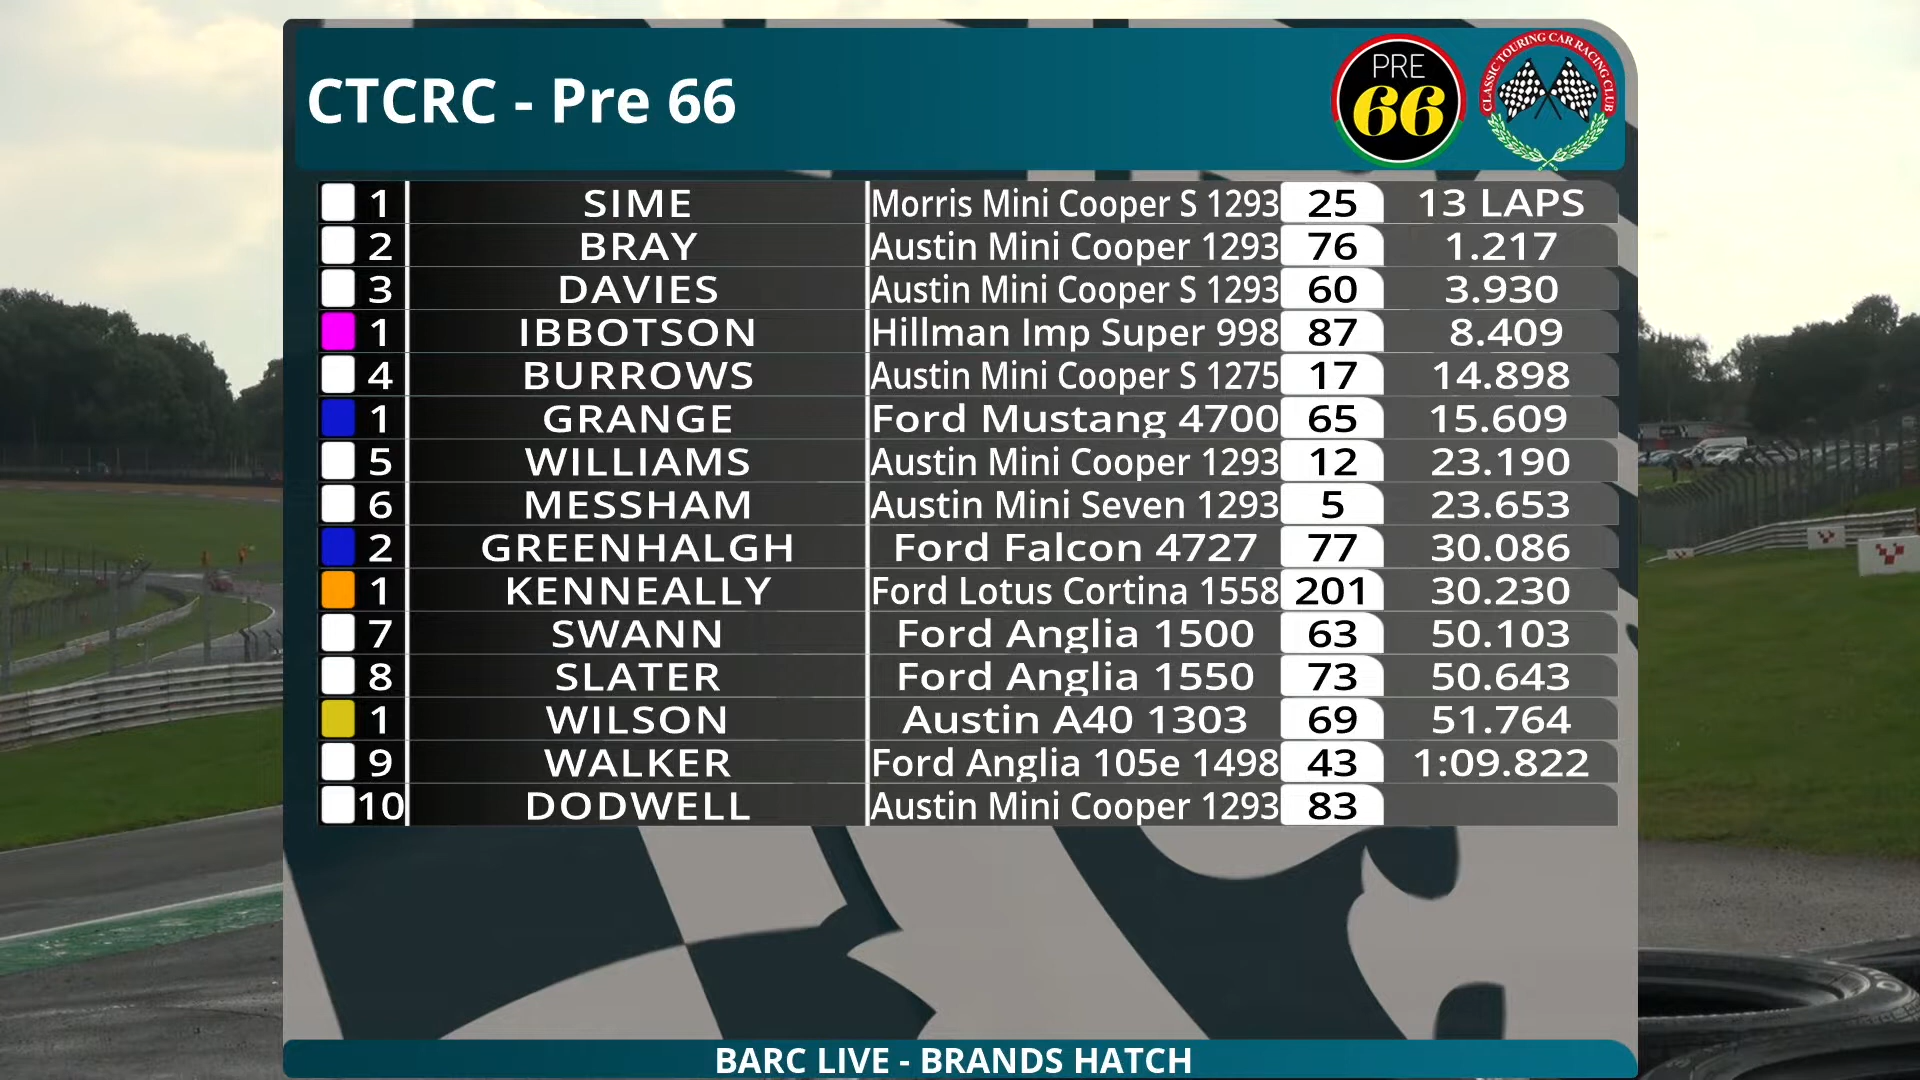 CTCRC - Pre 66
PRE
66
CLASSIC TOURING CAR RACING CLUB
1 SIME Morris Mini Cooper S 1293 25 13 LAPS
2 BRAY Austin Mini Cooper 1293 76 1.217
3 DAVIES Austin Mini Cooper S 1293 60 3.930
1 IBBOTSON Hillman Imp Super 998 87 8.409
4 BURROWS Austin Mini Cooper S 1275 17 14.898
1 GRANGE Ford Mustang 4700 65 15.609
5 WILLIAMS Austin Mini Cooper 1293 12 23.190
6 MESSHAM Austin Mini Seven 1293 5 23.653
2 GREENHALGH Ford Falcon 4727 77 30.086
1 KENNEALLY Ford Lotus Cortina 1558 201 30.230
7 SWANN Ford Anglia 1500 63 50.103
8 SLATER Ford Anglia 1550 73 50.643
1 WILSON Austin A40 1303 69 51.764
9 WALKER Ford Anglia 105e 1498 43 1:09.822
10 DODWELL Austin Mini Cooper 1293 83
BARC LIVE - BRANDS HATCH